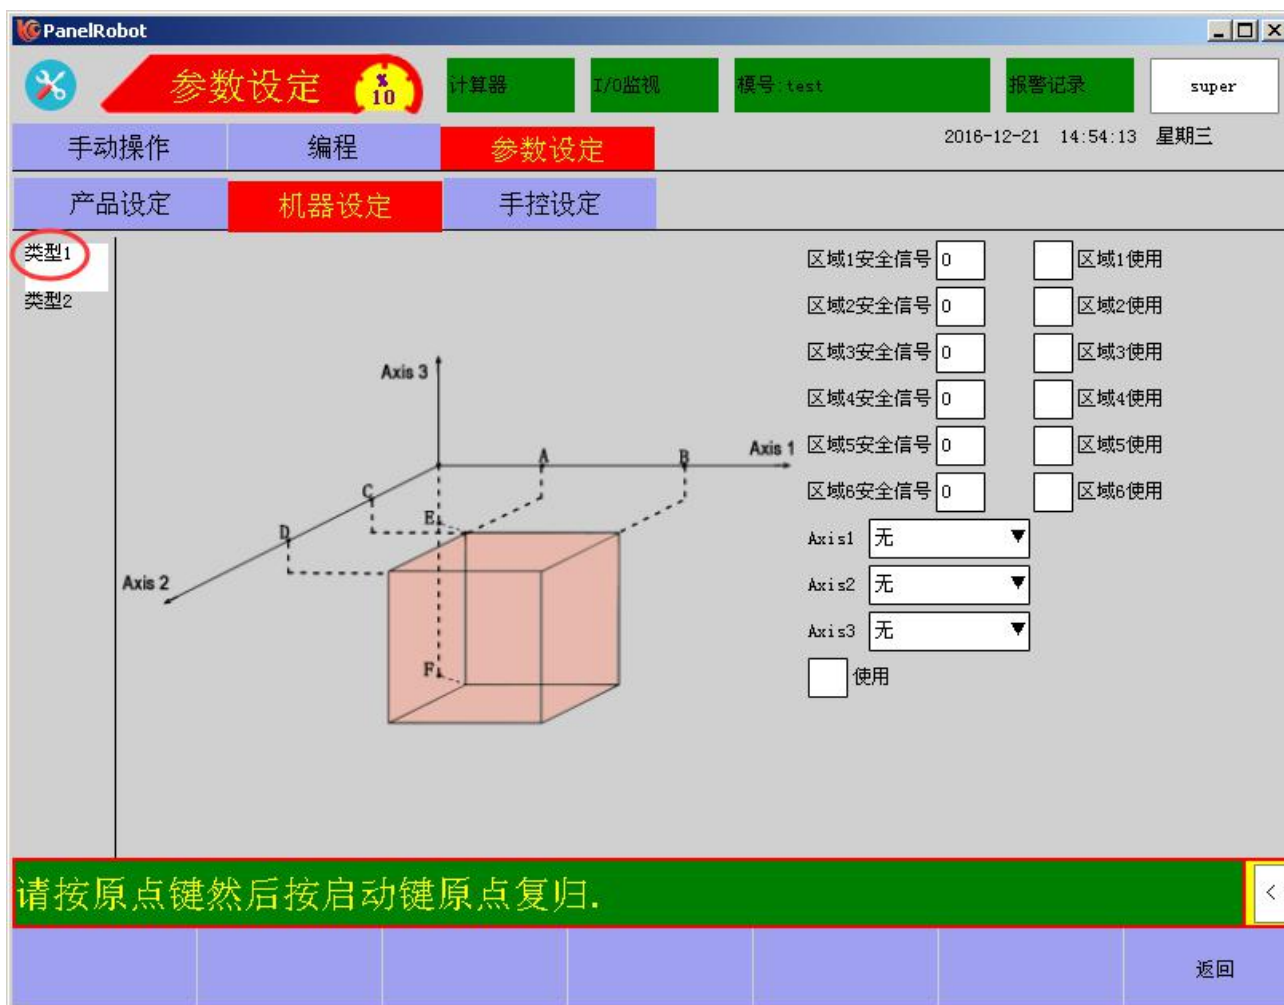 PanelRobot
参数设定 % 10 计算器 I/O监视 模号:test 报警记录 super
手动操作 编程 参数设定 2016-12-21 14:54:13 星期三
产品设定 机器设定 手控设定
类型1
类型2
Axis 3
Axis 1
Axis 2
A
B
C
D
E
F
区域1安全信号 0 区域1使用
区域2安全信号 0 区域2使用
区域3安全信号 0 区域3使用
区域4安全信号 0 区域4使用
区域5安全信号 0 区域5使用
区域6安全信号 0 区域6使用
Axis1 无
Axis2 无
Axis3 无
使用
请按原点键然后按启动键原点复归.
<
返回